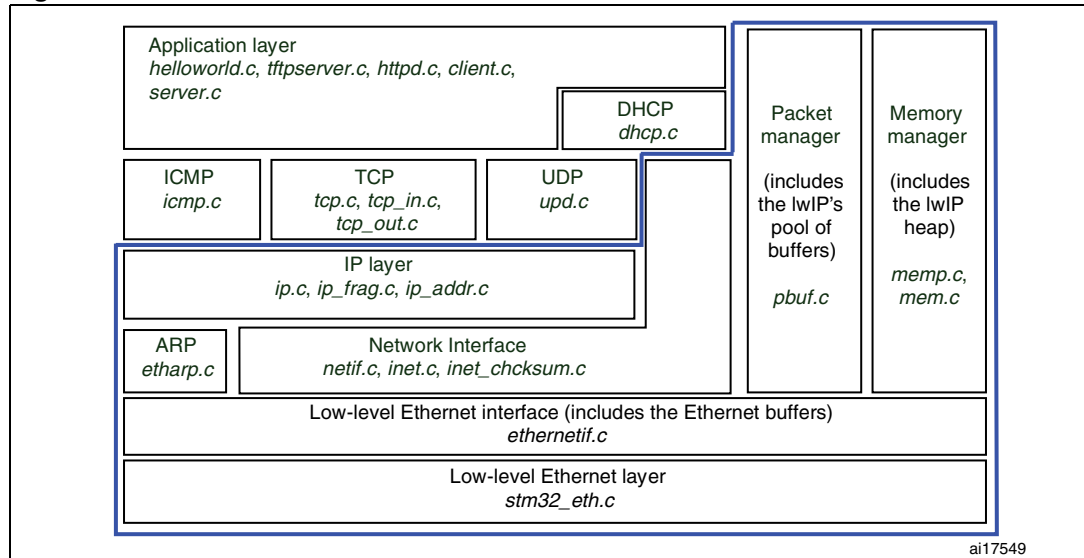 Application layer
helloworld.c, tftpserver.c, httpd.c, client.c,
server.c
DHCP
dhcp.c
Packet
manager
(includes
the lwIP's
pool of
buffers)
pbuf.c
Memory
manager
(includes
the lwIP
heap)
memp.c,
mem.c
ICMP
icmp.c
TCP
tcp.c, tcp_in.c,
tcp_out.c
UDP
upd.c
IP layer
ip.c, ip_frag.c, ip_addr.c
ARP
etharp.c
Network Interface
netif.c, inet.c, inet_chcksum.c
Low-level Ethernet interface (includes the Ethernet buffers)
ethernetif.c
Low-level Ethernet layer
stm32_eth.c
ai17549